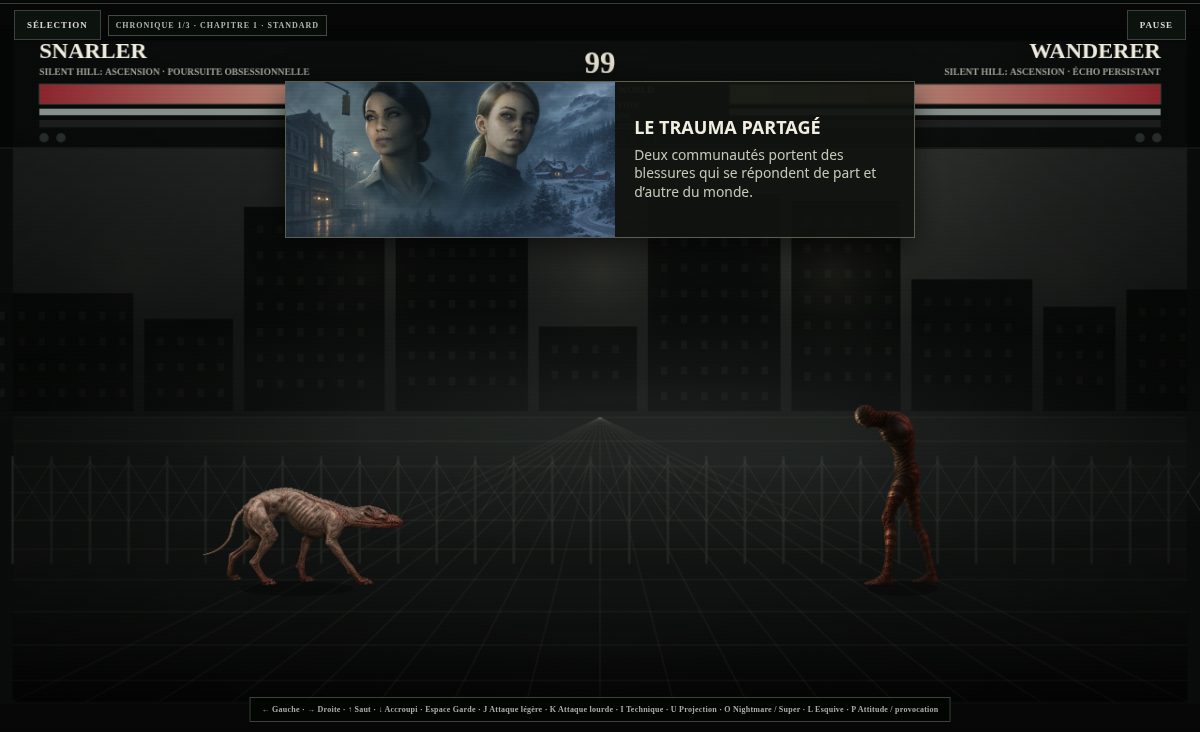 SÉLECTION
CHRONIQUE 1/3 · CHAPITRE 1 · STANDARD
PAUSE
SNARLER
99
WANDERER
SILENT HILL: ASCENSION · POURSUITE OBSESSIONNELLE
SILENT HILL: ASCENSION · ÉCHO PERSISTANT
LE TRAUMA PARTAGÉ
Deux communautés portent des
blessures qui se répondent de part et
d'autre du monde.
← Gauche · → Droite · ↑ Saut · ↓ Accroupi · Espace Garde · J Attaque légère · K Attaque lourde · I Technique · U Projection · O Nightmare / Super · L Esquive · P Attitude / provocation